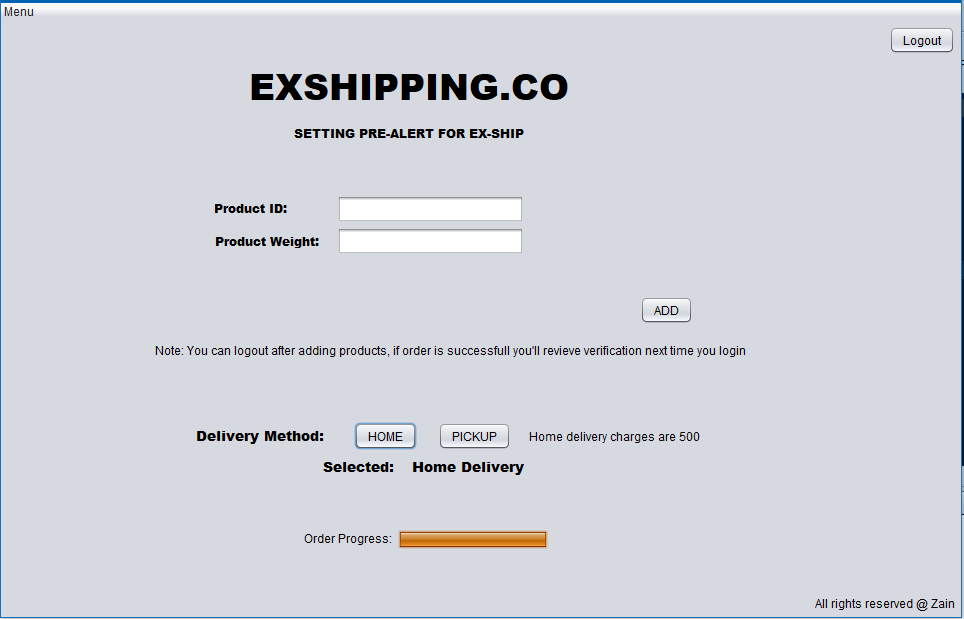 Menu
Logout
EXSHIPPING.CO
SETTING PRE-ALERT FOR EX-SHIP
Product ID:
Product Weight:
ADD
Note: You can logout after adding products, if order is successfull you'll revieve verification next time you login
Delivery Method: HOME PICKUP Home delivery charges are 500
Selected: Home Delivery
Order Progress:
All rights reserved @ Zain